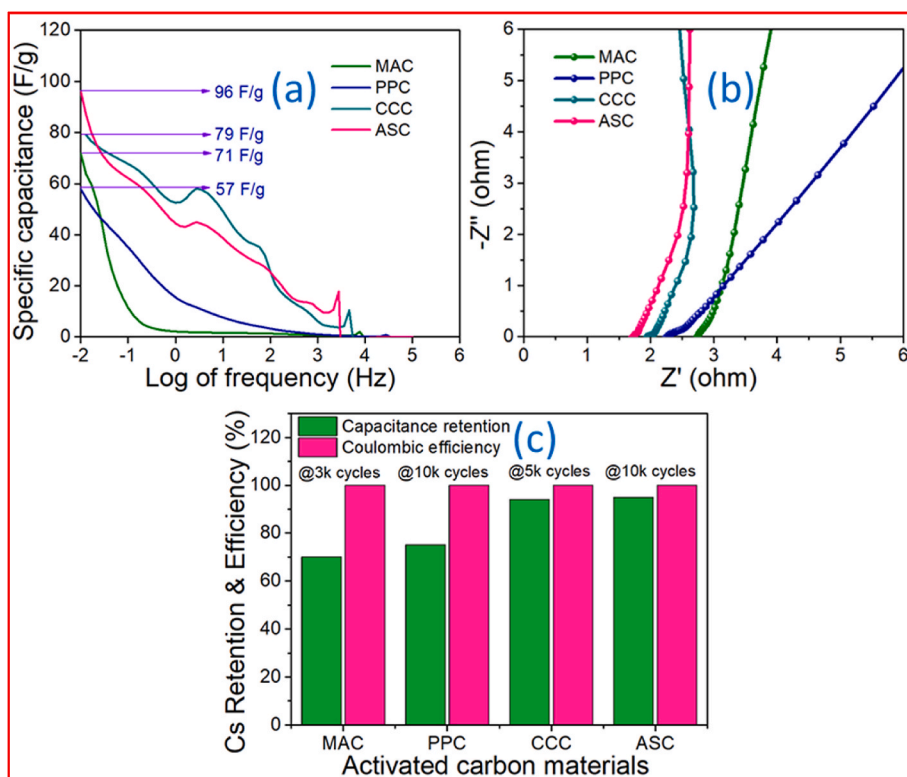 (a)
Specific capacitance (F/g)
120
100
80
60
40
20
0
MAC
PPC
CCC
ASC
96 F/g
79 F/g
71 F/g
57 F/g
-2 -1 0 1 2 3 4 5 6
Log of frequency (Hz)
(b)
-Z'' (ohm)
6
5
4
3
2
1
0
MAC
PPC
CCC
ASC
0 1 2 3 4 5 6
Z' (ohm)
(c)
Cs Retention & Efficiency (%)
120
100
80
60
40
20
0
Capacitance retention
Coulombic efficiency
@3k cycles @10k cycles @5k cycles @10k cycles
MAC PPC CCC ASC
Activated carbon materials